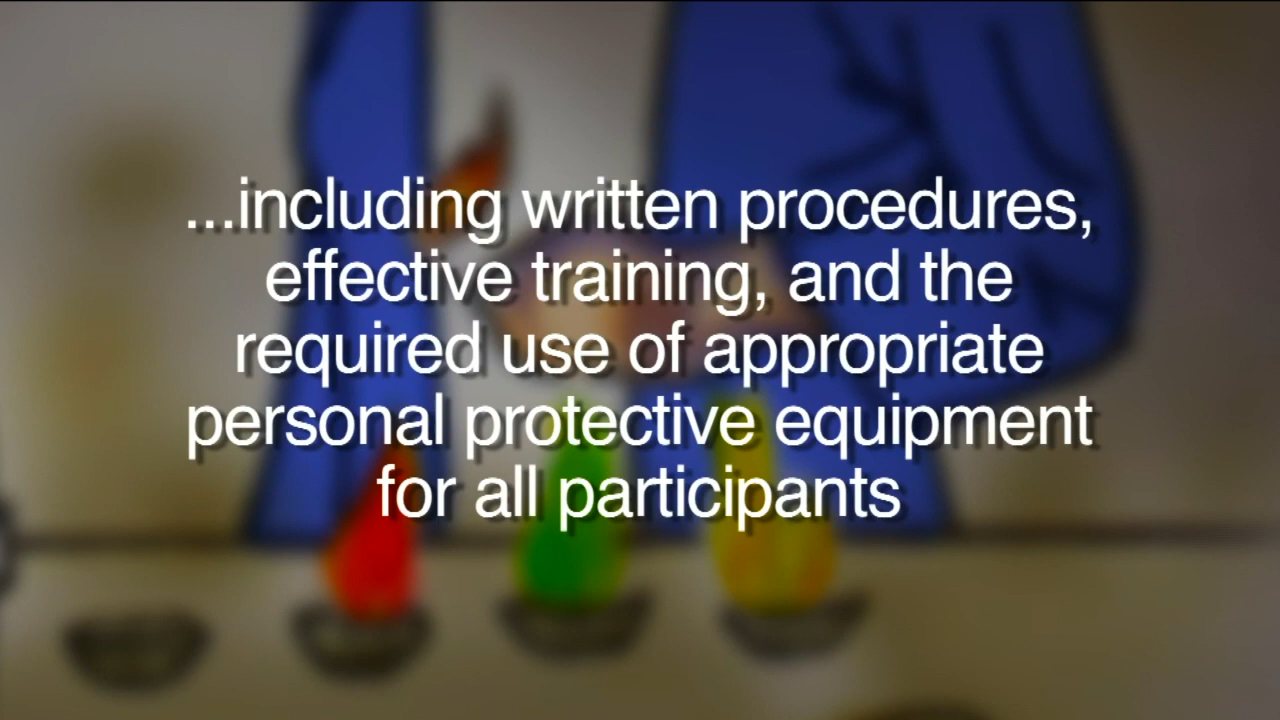 ...including written procedures,
effective training, and the
required use of appropriate
personal protective equipment
for all participants